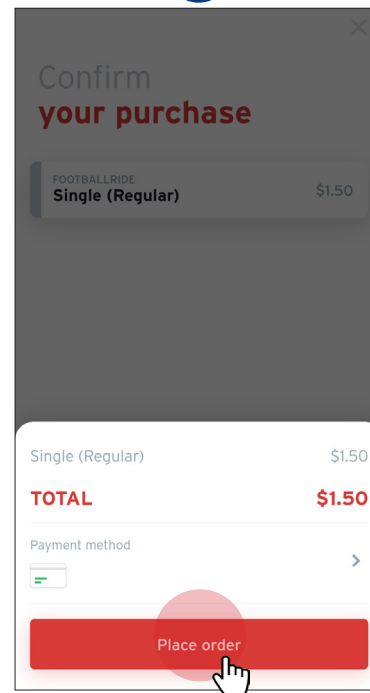 Confirm
your purchase
FOOTBALLRIDE
Single (Regular) $1.50
Single (Regular) $1.50
TOTAL $1.50
Payment method
Place order